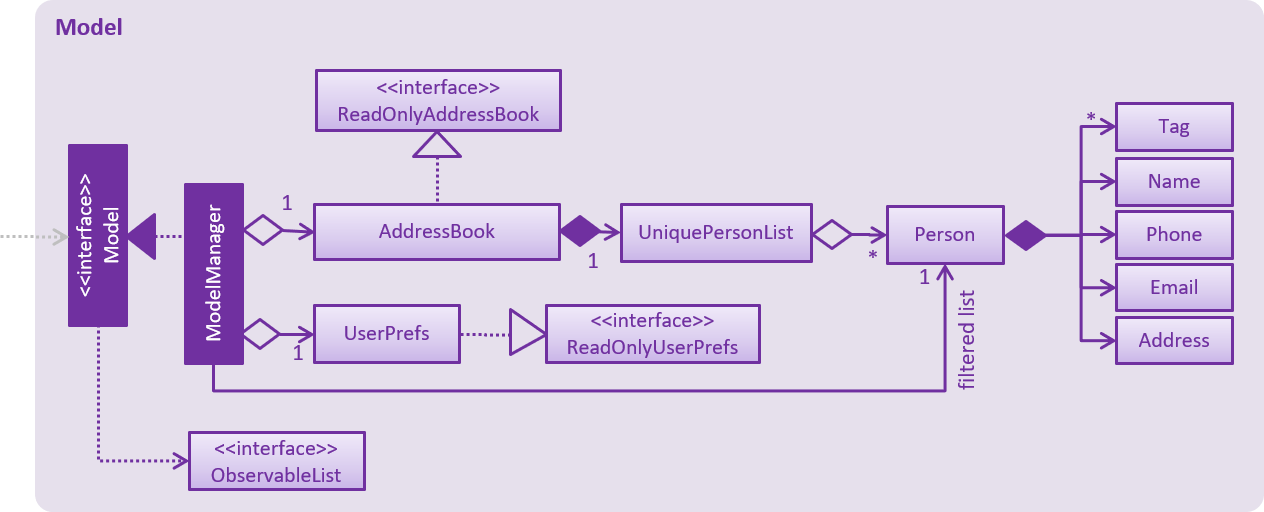 Model
<<interface>>
ReadOnlyAddressBook
<<interface>>
Model
ModelManager
1
AddressBook
1
UniquePersonList
*
Person
1
filtered list
*
Tag
Name
Phone
Email
Address
1
UserPrefs
<<interface>>
ReadOnlyUserPrefs
<<interface>>
ObservableList